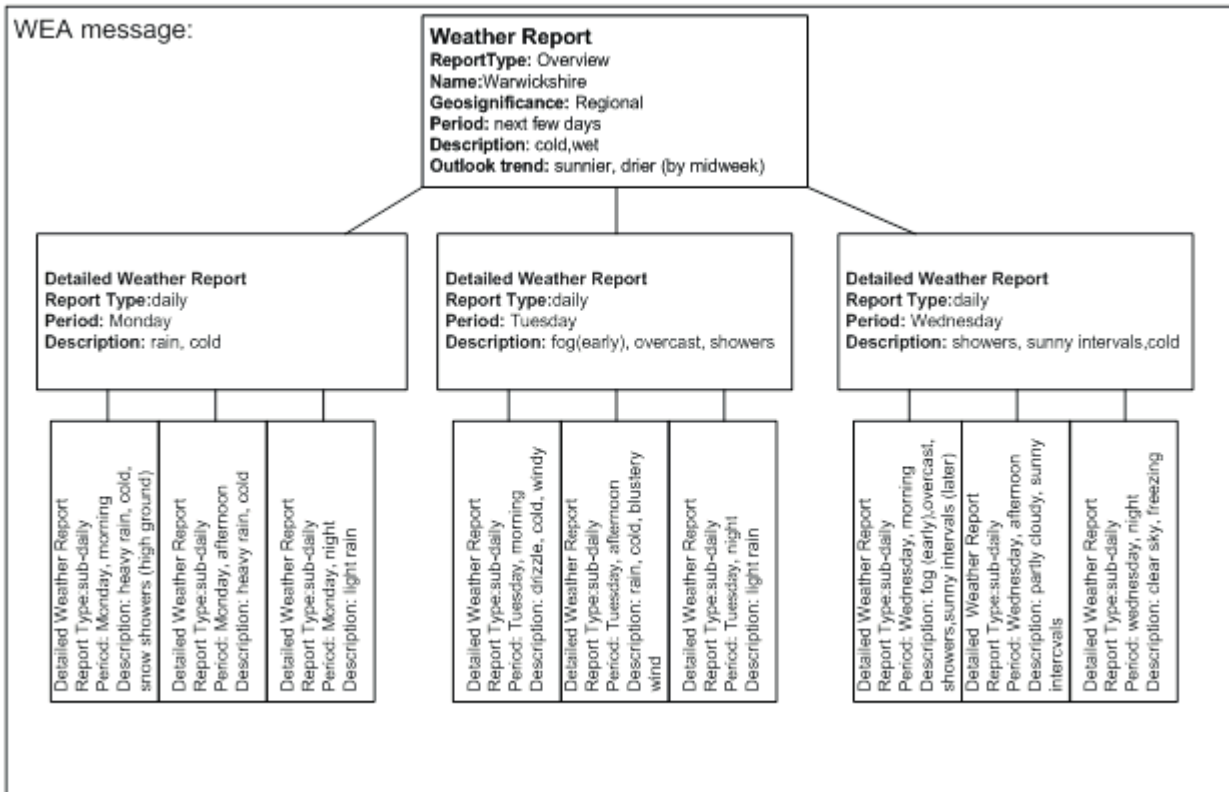 WEA message:
Weather Report
ReportType: Overview
Name:Warwickshire
Geosignificance: Regional
Period: next few days
Description: cold,wet
Outlook trend: sunnier, drier (by midweek)
Detailed Weather Report
Report Type:daily
Period: Monday
Description: rain, cold
Detailed Weather Report
Report Type:daily
Period: Tuesday
Description: fog(early), overcast, showers
Detailed Weather Report
Report Type:daily
Period: Wednesday
Description: showers, sunny intervals,cold
Detailed Weather Report
Report Type:sub-daily
Period: Monday, morning
Description: heavy rain, cold,
snow showers (high ground)
Detailed Weather Report
Report Type:sub-daily
Period: Monday, afternoon
Description: heavy rain, cold
Detailed Weather Report
Report Type:sub-daily
Period: Monday, night
Description: light rain
Detailed Weather Report
Report Type:sub-daily
Period: Tuesday, morning
Description: drizzle, cold, windy
Detailed Weather Report
Report Type:sub-daily
Period: Tuesday, afternoon
Description: rain, cold, blustery
wind
Detailed Weather Report
Report Type:sub-daily
Period: Tuesday, night
Description: light rain
Detailed Weather Report
Report Type:sub-daily
Period: Wednesday, morning
Description: fog (early),overcast,
showers,sunny intervals (later)
Detailed Weather Report
Report Type:sub-daily
Period: Wednesday, afternoon
Description: partly cloudy, sunny
intercvals
Detailed Weather Report
Report Type:sub-daily
Period: wednesday, night
Description: clear sky, freezing